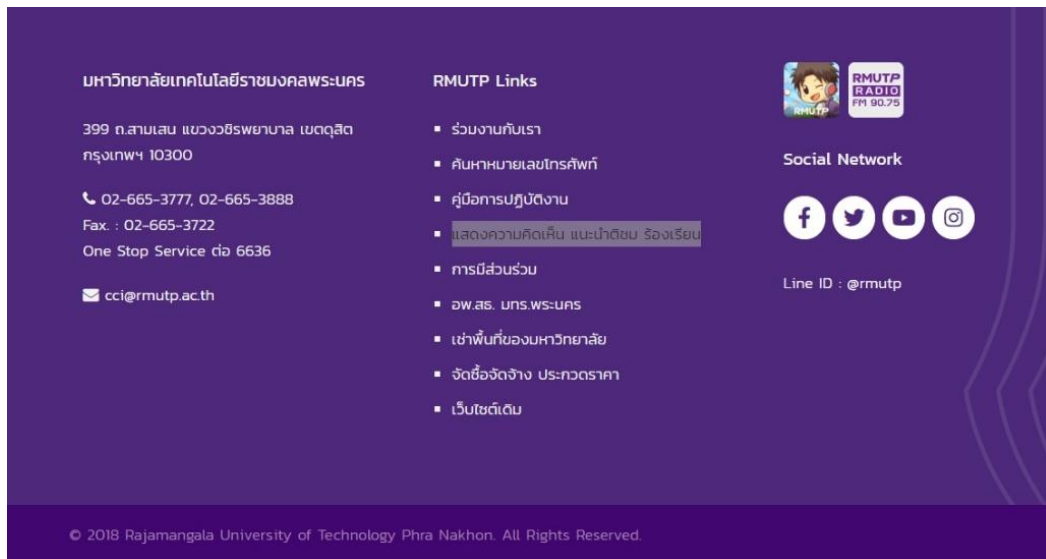 มหาวิทยาลัยเทคโนโลยีราชมงคลพระนคร
399 ถ.สามเสน แขวงวชิรพยาบาล เขตดุสิต
กรุงเทพฯ 10300
02-665-3777, 02-665-3888
Fax. : 02-665-3722
One Stop Service ต่อ 6636
cci@rmutp.ac.th
RMUTP Links
ร่วมงานกับเรา
ค้นหาหมายเลขโทรศัพท์
คู่มือการปฏิบัติงาน
แสดงความคิดเห็น แนะนำติชม ร้องเรียน
การมีส่วนร่วม
อพ.สธ. มทร.พระนคร
เช่าพื้นที่ของมหาวิทยาลัย
จัดซื้อจัดจ้าง ประกวดราคา
เว็บไซต์เดิม
RMUTP
RMUTP
RADIO
FM 90.75
Social Network
Line ID : @rmutp
© 2018 Rajamangala University of Technology Phra Nakhon. All Rights Reserved.